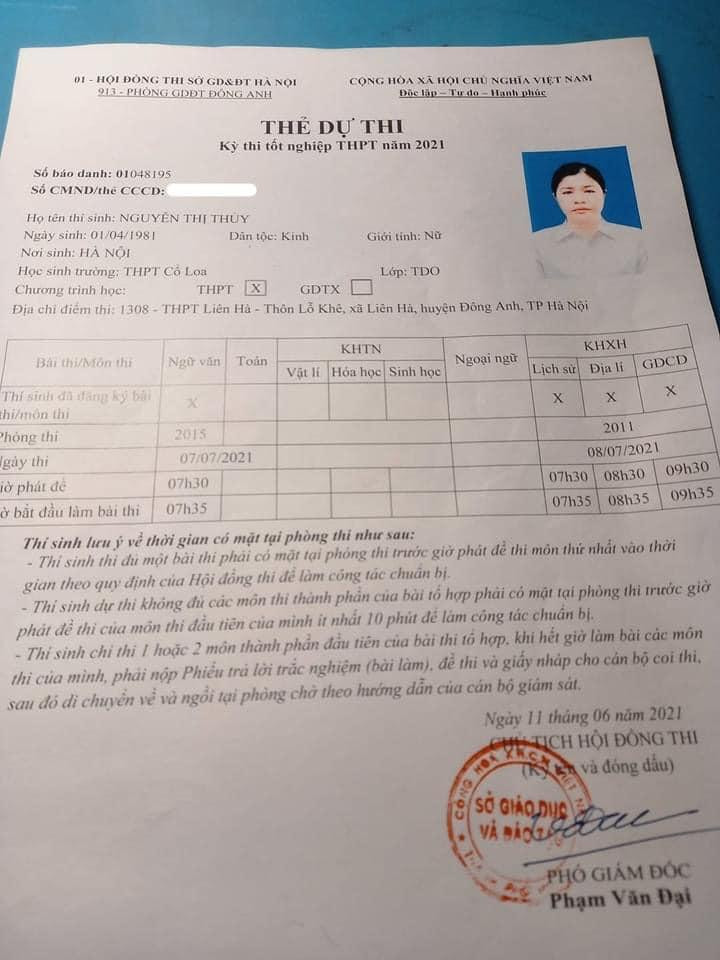 01 - HỘI ĐỒNG THI SỞ GD&ĐT HÀ NỘI
913 - PHÒNG GDĐT ĐÔNG ANH
CỘNG HÒA XÃ HỘI CHỦ NGHĨA VIỆT NAM
Độc lập – Tự do – Hạnh phúc
THẺ DỰ THI
Kỳ thi tốt nghiệp THPT năm 2021
Số báo danh: 01048195
Số CMND/thẻ CCCD:
Họ tên thí sinh: NGUYỄN THỊ THỦY
Ngày sinh: 01/04/1981 Dân tộc: Kinh Giới tính: Nữ
Nơi sinh: HÀ NỘI
Học sinh trường: THPT Cổ Loa Lớp: TDO
Chương trình học: THPT X GDTX
Địa chỉ điểm thi: 1308 - THPT Liên Hà - Thôn Lỗ Khê, xã Liên Hà, huyện Đông Anh, TP Hà Nội
Bài thi/Môn thi Ngữ văn Toán KHTN Ngoại ngữ KHXH
Vật lí Hóa học Sinh học Lịch sử Địa lí GDCD
Thí sinh đã đăng ký bài thi/môn thi X X X X
Phòng thi 2015 2011
Ngày thi 07/07/2021 08/07/2021
Giờ phát đề 07h30 07h30 08h30 09h30
Giờ bắt đầu làm bài thi 07h35 07h35 08h35 09h35
Thí sinh lưu ý về thời gian có mặt tại phòng thi như sau:
- Thí sinh thi đủ một bài thi phải có mặt tại phòng thi trước giờ phát đề thi môn thứ nhất vào thời
gian theo quy định của Hội đồng thi để làm công tác chuẩn bị.
- Thí sinh dự thi không đủ các môn thi thành phần của bài tổ hợp phải có mặt tại phòng thi trước giờ
phát đề thi của môn thi đầu tiên của mình ít nhất 10 phút để làm công tác chuẩn bị.
- Thí sinh chỉ thi 1 hoặc 2 môn thành phần đầu tiên của bài thi tổ hợp, khi hết giờ làm bài các môn
thi của mình, phải nộp Phiếu trả lời trắc nghiệm (bài làm), đề thi và giấy nháp cho cán bộ coi thi,
sau đó di chuyển về và ngồi tại phòng chờ theo hướng dẫn của cán bộ giám sát.
Ngày 11 tháng 06 năm 2021
CHỦ TỊCH HỘI ĐỒNG THI
(Ký tên và đóng dấu)
SỞ GIÁO DỤC
VÀ ĐÀO TẠO
PHÓ GIÁM ĐỐC
Phạm Văn Đại